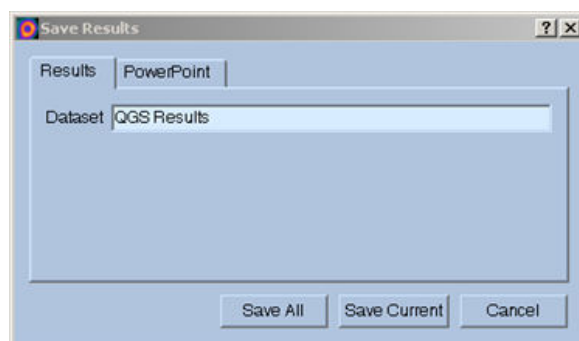 Save Results
Results PowerPoint
Dataset QGS Results
Save All Save Current Cancel